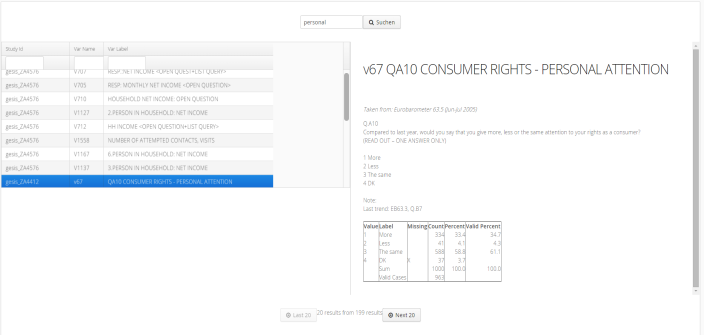 personal
Suchen
Study Id Var Name Var Label
gesis_ZA4576 V707 RESP: NET INCOME <OPEN QUEST+LIST QUERY>
gesis_ZA4576 V705 RESP: MONTHLY NET INCOME <OPEN QUESTION>
gesis_ZA4576 V710 HOUSEHOLD NET INCOME: OPEN QUESTION
gesis_ZA4576 V1127 2.PERSON IN HOUSEHOLD: NET INCOME
gesis_ZA4576 V712 HH INCOME <OPEN QUESTION+LIST QUERY>
gesis_ZA4576 V1558 NUMBER OF ATTEMPTED CONTACTS, VISITS
gesis_ZA4576 V1167 6.PERSON IN HOUSEHOLD: NET INCOME
gesis_ZA4576 V1137 3.PERSON IN HOUSEHOLD: NET INCOME
gesis_ZA4412 v67 QA10 CONSUMER RIGHTS - PERSONAL ATTENTION
v67 QA10 CONSUMER RIGHTS - PERSONAL ATTENTION
Taken from: Eurobarometer 63.5 (Jun-Jul 2005)
Q.A10
Compared to last year, would you say that you give more, less or the same attention to your rights as a consumer?
(READ OUT – ONE ANSWER ONLY)
1 More
2 Less
3 The same
4 DK
Note:
Last trend: EB63.3, Q.B7
Value Label Missing Count Percent Valid Percent
1 More 334 33.4 34.7
2 Less 41 4.1 4.3
3 The same 588 58.8 61.1
4 DK X 37 3.7
Sum 1000 100.0 100.0
Valid Cases 963
Last 20
20 results from 199 results
Next 20